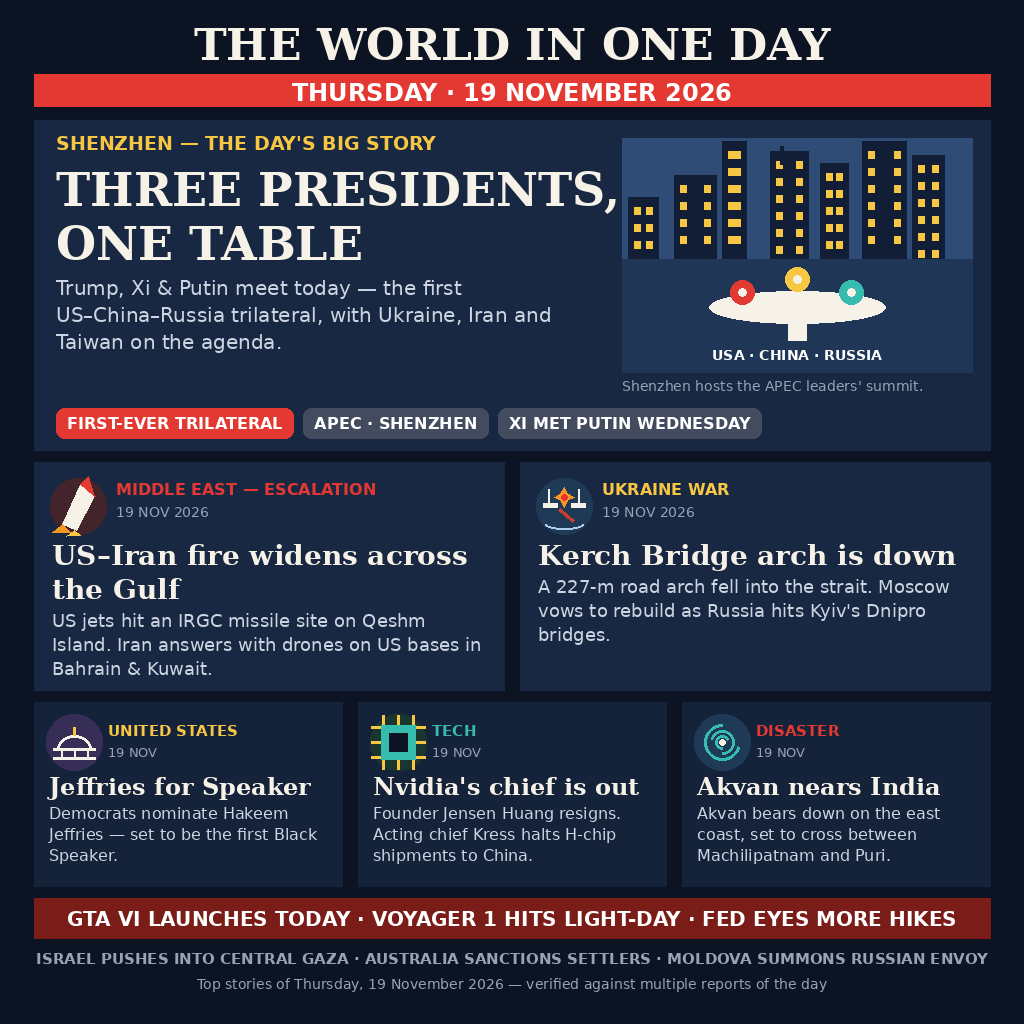 THE WORLD IN ONE DAY
THURSDAY · 19 NOVEMBER 2026
SHENZHEN — THE DAY'S BIG STORY
THREE PRESIDENTS,
ONE TABLE
Trump, Xi & Putin meet today — the first
US–China–Russia trilateral, with Ukraine, Iran and
Taiwan on the agenda.
USA · CHINA · RUSSIA
Shenzhen hosts the APEC leaders' summit.
FIRST-EVER TRILATERAL
APEC · SHENZHEN
XI MET PUTIN WEDNESDAY
MIDDLE EAST — ESCALATION
19 NOV 2026
US–Iran fire widens across
the Gulf
US jets hit an IRGC missile site on Qeshm
Island. Iran answers with drones on US bases in
Bahrain & Kuwait.
UKRAINE WAR
19 NOV 2026
Kerch Bridge arch is down
A 227-m road arch fell into the strait. Moscow
vows to rebuild as Russia hits Kyiv's Dnipro
bridges.
UNITED STATES
19 NOV
Jeffries for Speaker
Democrats nominate Hakeem
Jeffries — set to be the first Black
Speaker.
TECH
19 NOV
Nvidia's chief is out
Founder Jensen Huang resigns.
Acting chief Kress halts H-chip
shipments to China.
DISASTER
19 NOV
Akvan nears India
Akvan bears down on the east
coast, set to cross between
Machilipatnam and Puri.
GTA VI LAUNCHES TODAY · VOYAGER 1 HITS LIGHT-DAY · FED EYES MORE HIKES
ISRAEL PUSHES INTO CENTRAL GAZA · AUSTRALIA SANCTIONS SETTLERS · MOLDOVA SUMMONS RUSSIAN ENVOY
Top stories of Thursday, 19 November 2026 — verified against multiple reports of the day